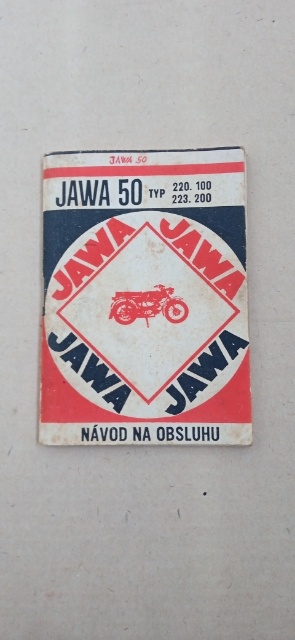 JAWA 50
JAWA 50 TYP 220. 100
223. 200
JAWA JAWA
JAWA JAWA
NÁVOD NA OBSLUHU